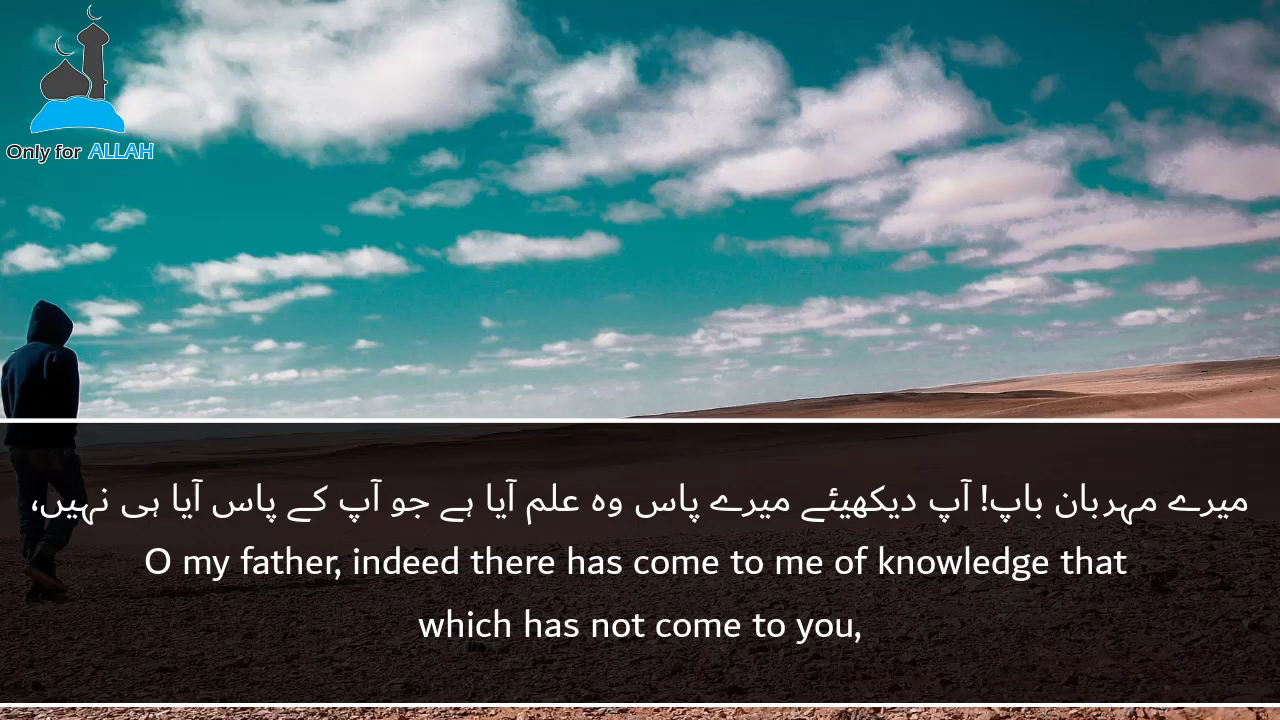 Only for ALLAH
میرے مہربان باپ! آپ دیکھیئے میرے پاس وہ علم آیا ہے جو آپ کے پاس آیا ہی نہیں،
O my father, indeed there has come to me of knowledge that
which has not come to you,